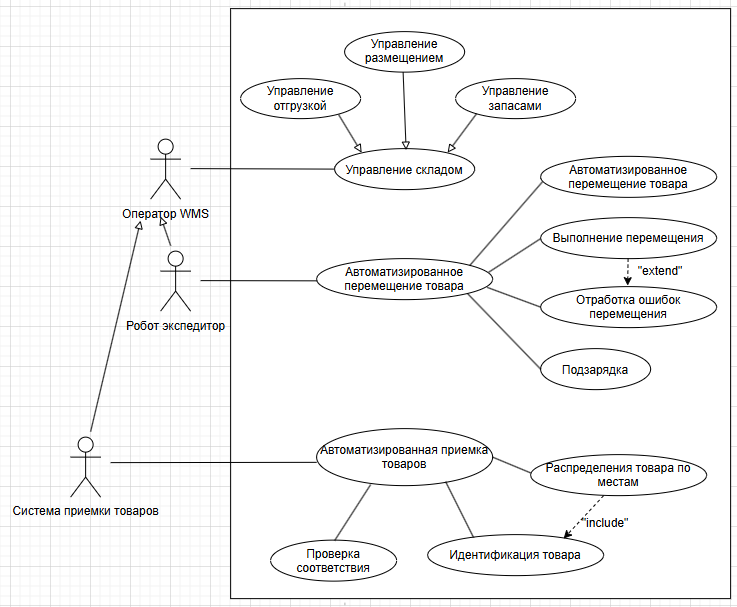 Управление
размещением
Управление
отгрузкой
Управление
запасами
Управление складом
Оператор WMS
Автоматизированное
перемещение товара
Выполнение перемещения
"extend"
Автоматизированное
перемещение товара
Отработка ошибок
перемещения
Робот экспедитор
Подзарядка
Автоматизированная приемка
товаров
Распределения товара по
местам
Система приемки товаров
"include"
Проверка
соответствия
Идентификация товара